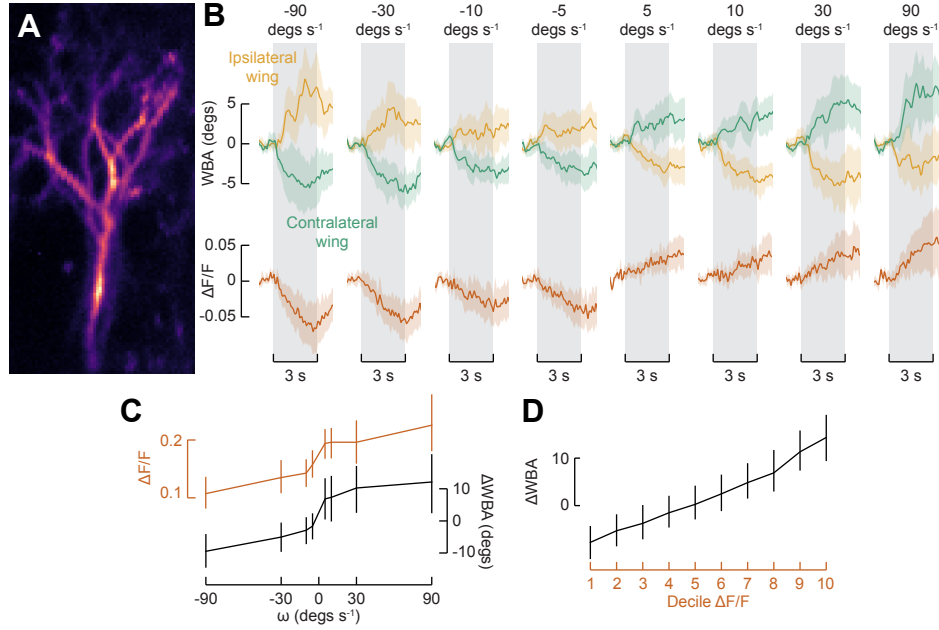 A
B
-90
degs s⁻¹
-30
degs s⁻¹
-10
degs s⁻¹
-5
degs s⁻¹
5
degs s⁻¹
10
degs s⁻¹
30
degs s⁻¹
90
degs s⁻¹
Ipsilateral
wing
WBA (degs)
5
0
-5
Contralateral
wing
ΔF/F
0.05
0
-0.05
3 s
3 s
3 s
3 s
3 s
3 s
3 s
3 s
C
ΔF/F
0.2
0.1
ΔWBA
(degs)
10
0
-10
-90
-30
0
30
90
ω (degs s⁻¹)
D
ΔWBA
10
0
1 2 3 4 5 6 7 8 9 10
Decile ΔF/F